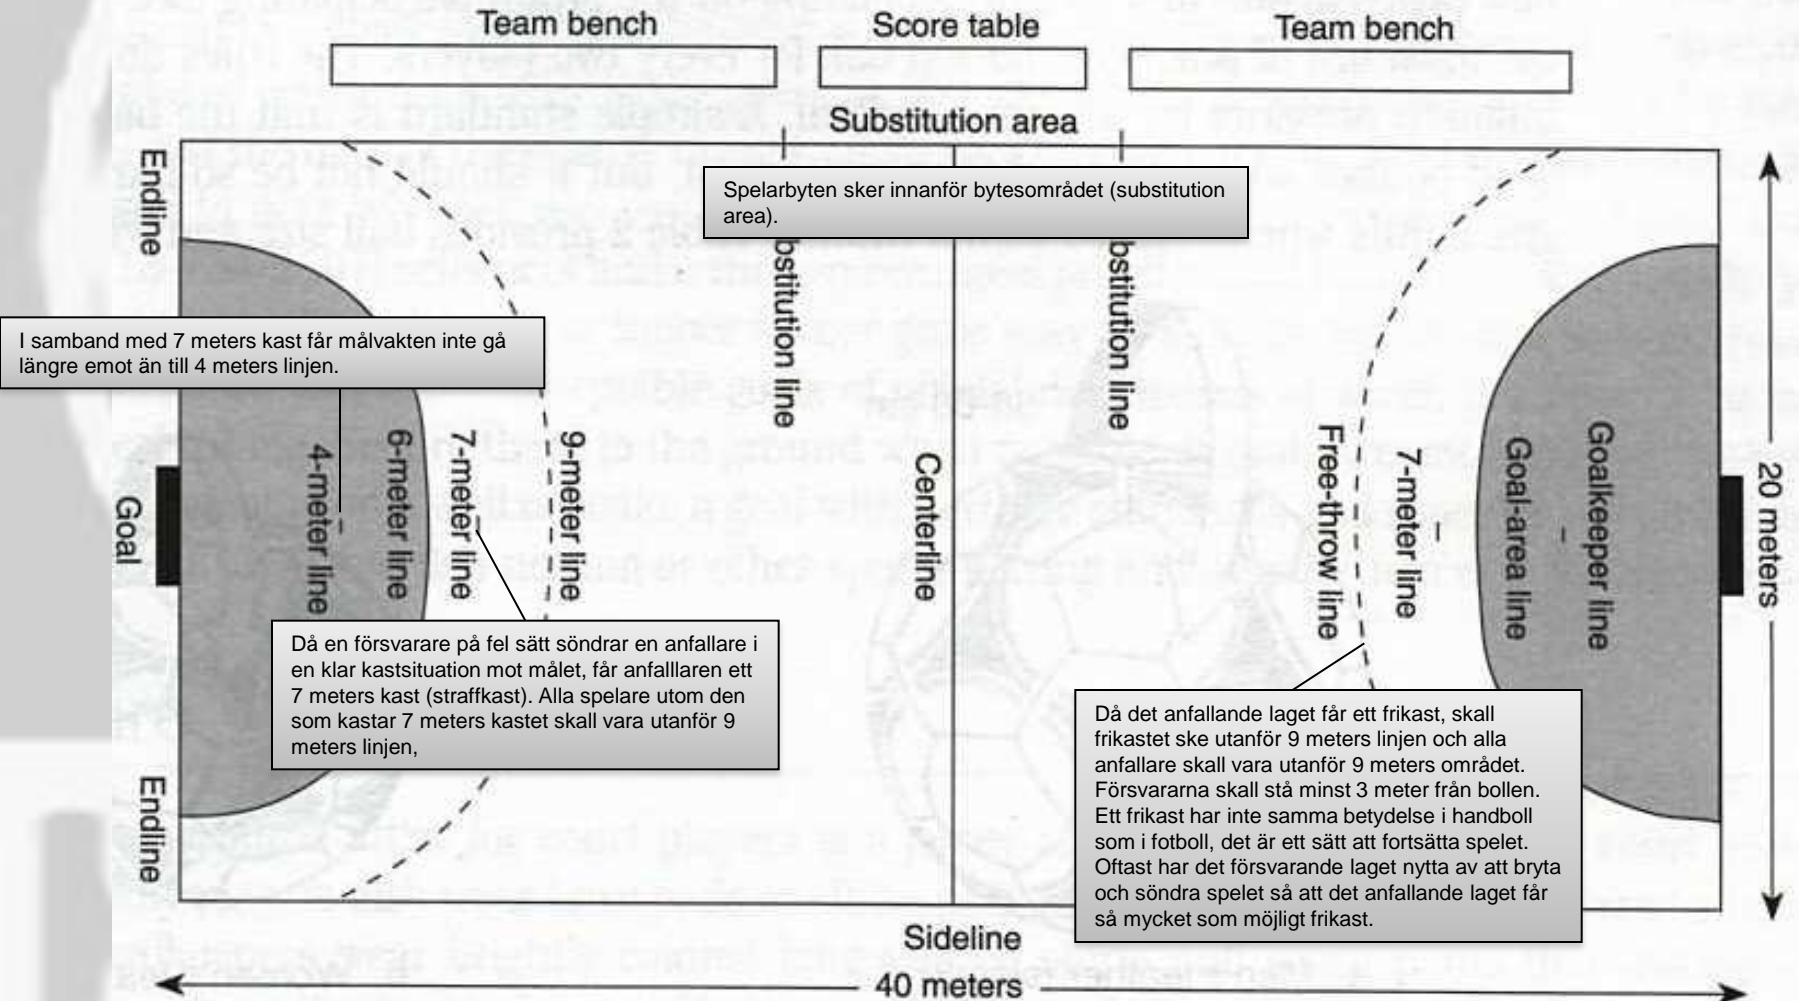 Team bench
Score table
Team bench
Substitution area
Endline
Spelarbyten sker innanför bytesområdet (substitution
area).
bstitution line
bstitution line
I samband med 7 meters kast får målvakten inte gå
längre emot än till 4 meters linjen.
Goal
4-meter line
6-meter line
7-meter line
9-meter line
Centerline
Free-throw line
7-meter line
Goal-area line
Goalkeeper line
20 meters
Då en försvarare på fel sätt söndrar en anfallare i
en klar kastsituation mot målet, får anfalllaren ett
7 meters kast (straffkast). Alla spelare utom den
som kastar 7 meters kastet skall vara utanför 9
meters linjen,
Då det anfallande laget får ett frikast, skall
frikastet ske utanför 9 meters linjen och alla
anfallare skall vara utanför 9 meters området.
Försvararna skall stå minst 3 meter från bollen.
Ett frikast har inte samma betydelse i handboll
som i fotboll, det är ett sätt att fortsätta spelet.
Oftast har det försvarande laget nytta av att bryta
och söndra spelet så att det anfallande laget får
så mycket som möjligt frikast.
Endline
Sideline
40 meters